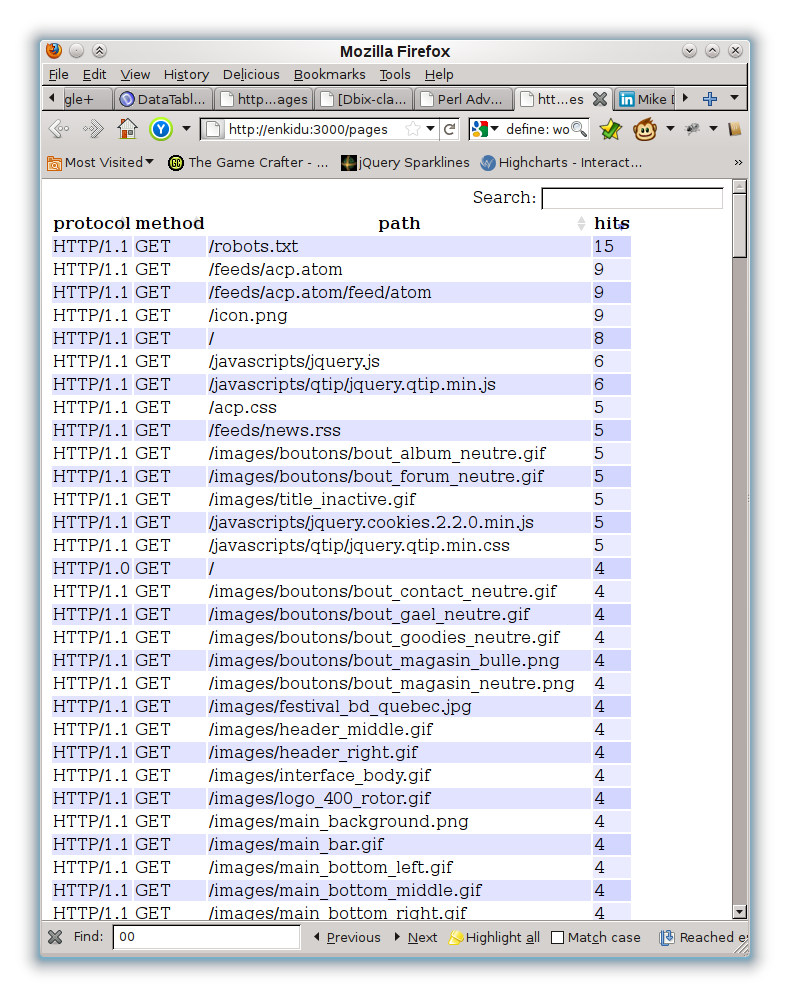 Mozilla Firefox
File Edit View History Delicious Bookmarks Tools Help
gle+ DataTabl... http...ages [Dbix-cla... Perl Adv... htt...es Mike
http://enkidu:3000/pages define: wo
Most Visited The Game Crafter - ... jQuery Sparklines Highcharts - Interact... »
Search:
protocol method path hits
HTTP/1.1 GET /robots.txt 15
HTTP/1.1 GET /feeds/acp.atom 9
HTTP/1.1 GET /feeds/acp.atom/feed/atom 9
HTTP/1.1 GET /icon.png 9
HTTP/1.1 GET / 8
HTTP/1.1 GET /javascripts/jquery.js 6
HTTP/1.1 GET /javascripts/qtip/jquery.qtip.min.js 6
HTTP/1.1 GET /acp.css 5
HTTP/1.1 GET /feeds/news.rss 5
HTTP/1.1 GET /images/boutons/bout_album_neutre.gif 5
HTTP/1.1 GET /images/boutons/bout_forum_neutre.gif 5
HTTP/1.1 GET /images/title_inactive.gif 5
HTTP/1.1 GET /javascripts/jquery.cookies.2.2.0.min.js 5
HTTP/1.1 GET /javascripts/qtip/jquery.qtip.min.css 5
HTTP/1.0 GET / 4
HTTP/1.1 GET /images/boutons/bout_contact_neutre.gif 4
HTTP/1.1 GET /images/boutons/bout_gael_neutre.gif 4
HTTP/1.1 GET /images/boutons/bout_goodies_neutre.gif 4
HTTP/1.1 GET /images/boutons/bout_magasin_bulle.png 4
HTTP/1.1 GET /images/boutons/bout_magasin_neutre.png 4
HTTP/1.1 GET /images/festival_bd_quebec.jpg 4
HTTP/1.1 GET /images/header_middle.gif 4
HTTP/1.1 GET /images/header_right.gif 4
HTTP/1.1 GET /images/interface_body.gif 4
HTTP/1.1 GET /images/logo_400_rotor.gif 4
HTTP/1.1 GET /images/main_background.png 4
HTTP/1.1 GET /images/main_bar.gif 4
HTTP/1.1 GET /images/main_bottom_left.gif 4
HTTP/1.1 GET /images/main_bottom_middle.gif 4
HTTP/1.1 GET /images/main_bottom_right.gif 4
Find: 00 Previous Next Highlight all Match case Reached